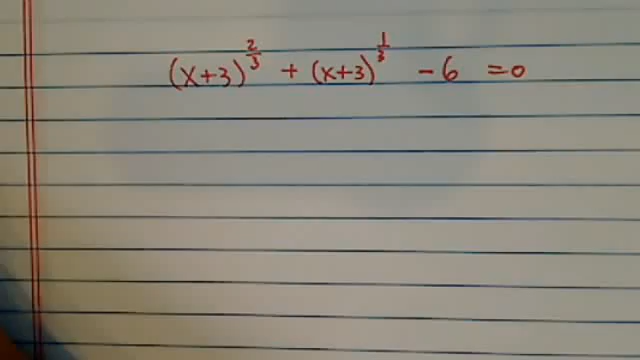 (x+3)^{2/3} + (x+3)^{1/3} - 6 = 0